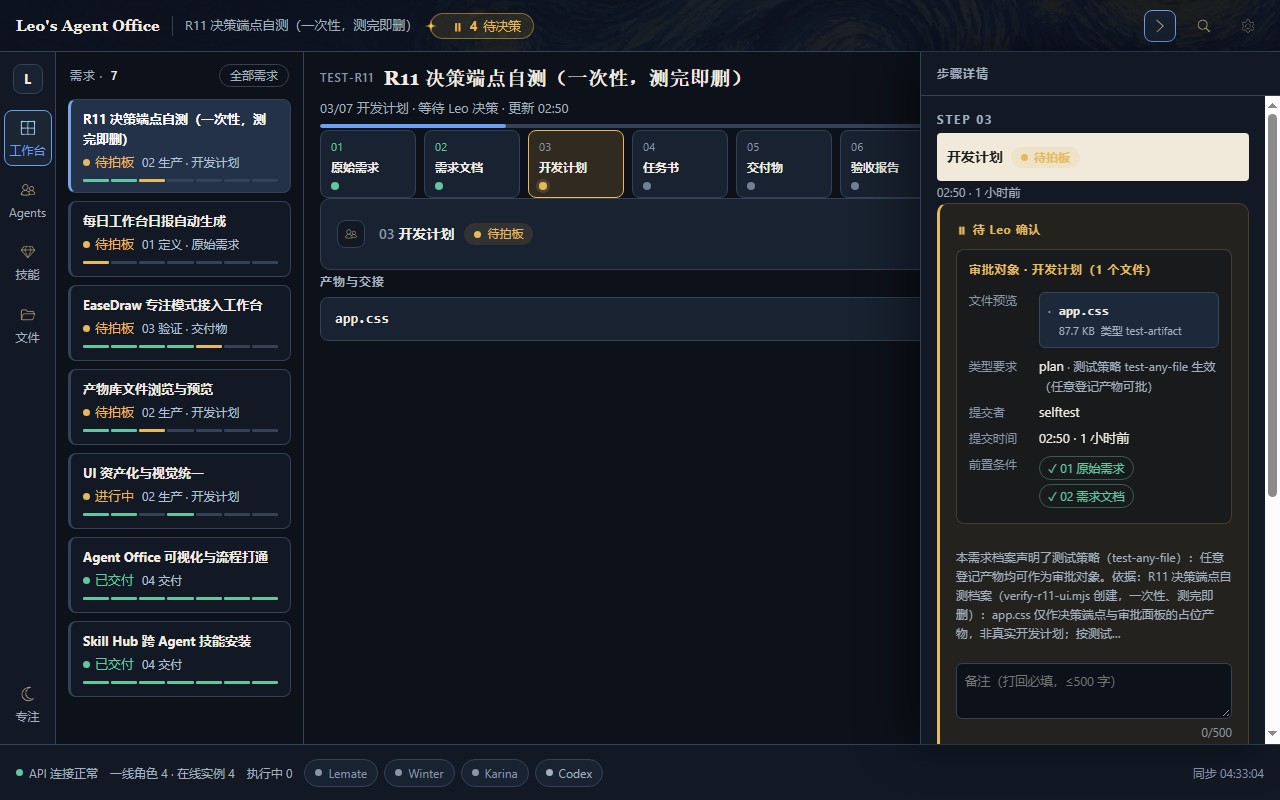 Leo's Agent Office
R11 决策端点自测（一次性，测完即删）
4 待决策
L
工作台
Agents
技能
文件
专注
需求 · 7
全部需求
R11 决策端点自测（一次性，测完即删）
待拍板 02 生产 · 开发计划
每日工作台日报自动生成
待拍板 01 定义 · 原始需求
EaseDraw 专注模式接入工作台
待拍板 03 验证 · 交付物
产物库文件浏览与预览
待拍板 02 生产 · 开发计划
UI 资产化与视觉统一
进行中 02 生产 · 开发计划
Agent Office 可视化与流程打通
已交付 04 交付
Skill Hub 跨 Agent 技能安装
已交付 04 交付
TEST-R11 R11 决策端点自测（一次性，测完即删）
03/07 开发计划 · 等待 Leo 决策 · 更新 02:50
01 原始需求
02 需求文档
03 开发计划
04 任务书
05 交付物
06 验收报告
03 开发计划 待拍板
产物与交接
app.css
步骤详情
STEP 03
开发计划 待拍板
02:50 · 1 小时前
待 Leo 确认
审批对象 · 开发计划（1 个文件）
文件预览
· app.css
87.7 KB 类型 test-artifact
类型要求 plan · 测试策略 test-any-file 生效
（任意登记产物可批）
提交者 selftest
提交时间 02:50 · 1 小时前
前置条件 ✓ 01 原始需求
✓ 02 需求文档
本需求档案声明了测试策略（test-any-file）：任意
登记产物均可作为审批对象。依据：R11 决策端点自
测档案（verify-r11-ui.mjs 创建，一次性、测完即
删）：app.css 仅作决策端点与审批面板的占位产
物，非真实开发计划；按测试...
备注（打回必填，≤500 字）
0/500
API 连接正常 一线角色 4 · 在线实例 4 执行中 0 Lemate Winter Karina Codex 同步 04:33:04